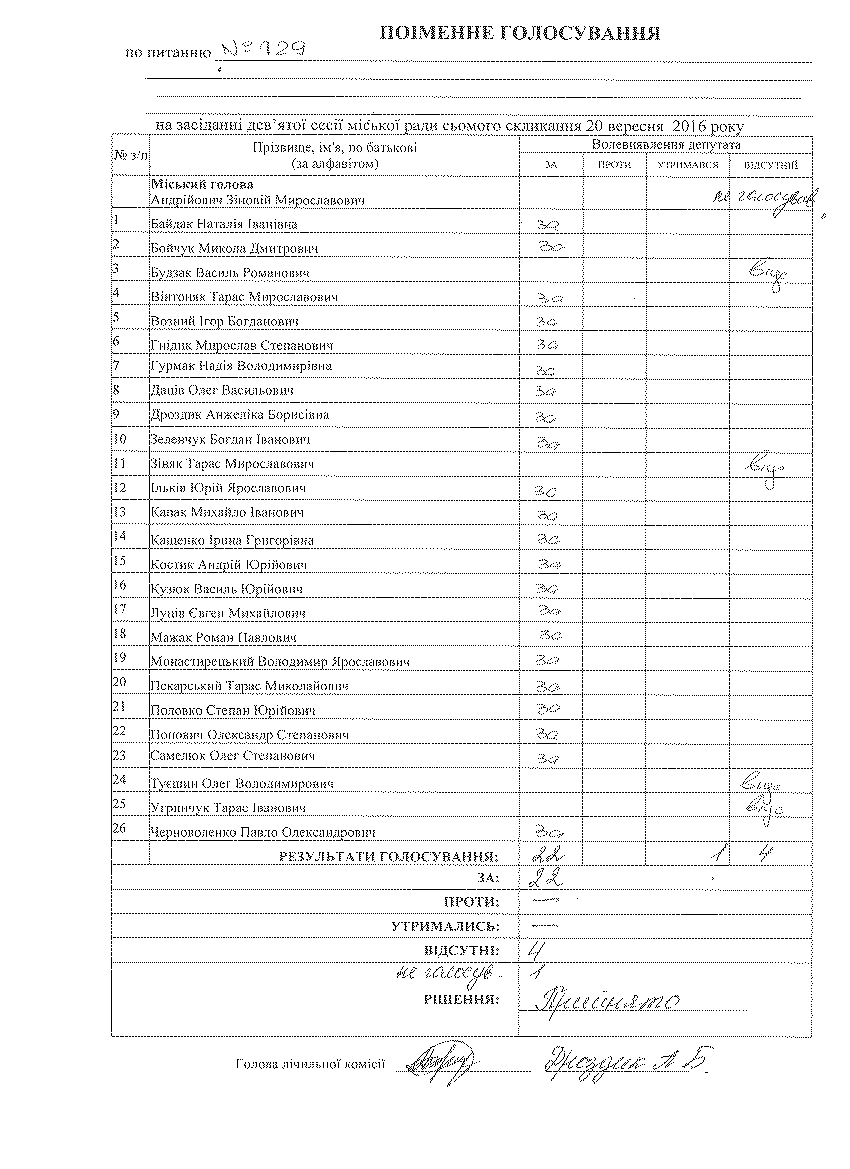 ПОІМЕННЕ ГОЛОСУВАННЯ
по питанню №129
на засіданні дев'ятої сесії міської ради сьомого скликання 20 вересня 2016 року
№ з/п Прізвище, ім'я, по батькові (за алфавітом) Волевиявлення депутата
ЗА ПРОТИ УТРИМАВСЯ ВІДСУТНІЙ
Міський голова
Андрійович Зіновій Мирославович не голосував
1 Байдак Наталія Іванівна За
2 Бойчук Микола Дмитрович За
3 Будзак Василь Романович відс
4 Вінтоняк Тарас Мирославович За
5 Возний Ігор Богданович За
6 Гнідик Мирослав Степанович За
7 Гурмак Надія Володимирівна За
8 Даців Олег Васильович За
9 Дроздик Анжеліка Борисівна За
10 Зеленчук Богдан Іванович За
11 Зіняк Тарас Мирославович відс
12 Ільків Юрій Ярославович За
13 Капак Михайло Іванович За
14 Кащенко Ірина Григорівна За
15 Костик Андрій Юрійович За
16 Кузюк Василь Юрійович За
17 Луців Євген Михайлович За
18 Мажак Роман Павлович За
19 Монастирецький Володимир Ярославович За
20 Пекарський Тарас Миколайович За
21 Половко Степан Юрійович За
22 Попович Олександр Степанович За
23 Самелюк Олег Степанович За
24 Туєшин Олег Володимирович відс
25 Угринчук Тарас Іванович відс
26 Черноволенко Павло Олександрович За
РЕЗУЛЬТАТИ ГОЛОСУВАННЯ: 22 1 4
ЗА: 22
ПРОТИ: —
УТРИМАЛИСЬ: —
ВІДСУТНІ: 4
не голосув. 1
РІШЕННЯ: Прийнято
Голова лічильної комісії Дроздик А Б.